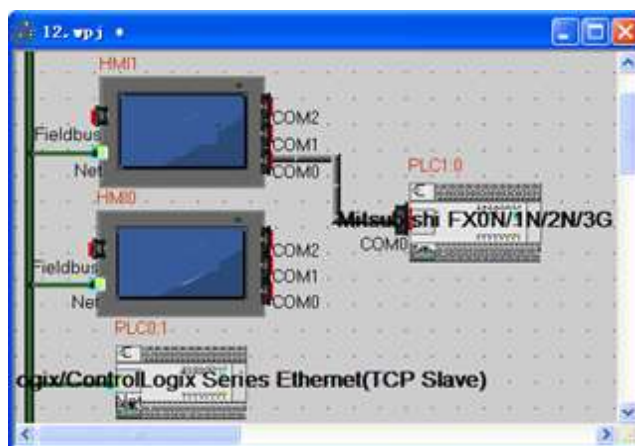 12.wpj *
HMI1
COM2
COM1
COM0
Fieldbus
Net
PLC1:0
Mitsubishi FX0N/1N/2N/3G
COM0
HMI0
COM2
COM1
COM0
Fieldbus
Net
PLC0:1
ogix/ControlLogix Series Ethernet(TCP Slave)
Net